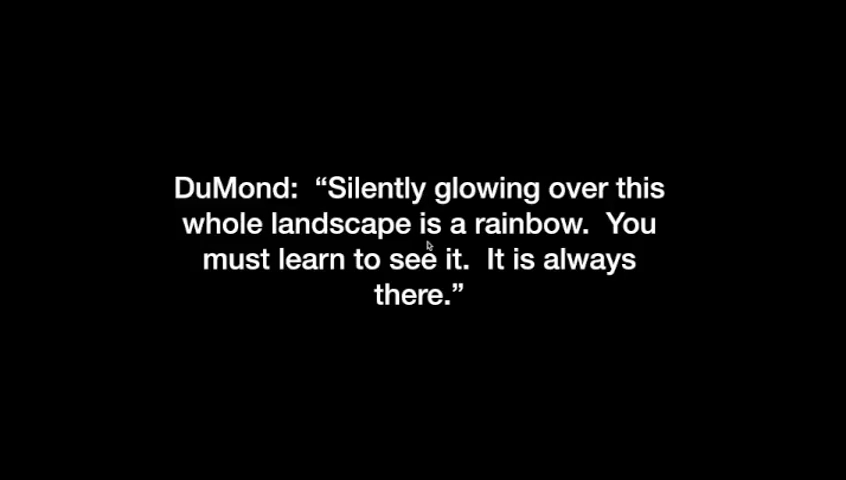 DuMond:  “Silently glowing over this
whole landscape is a rainbow.  You
must learn to see it.  It is always
there.”